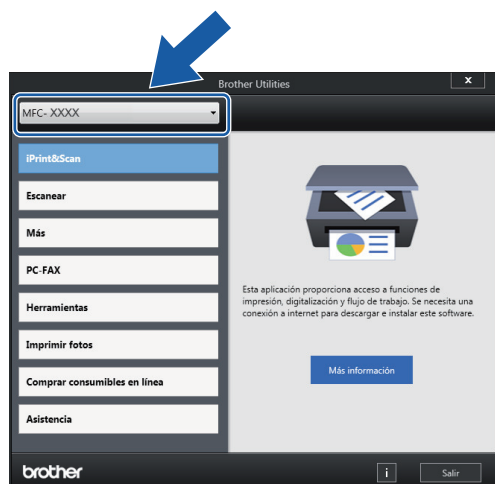 Brother Utilities
x
MFC- XXXX
iPrint&Scan
Escanear
Más
PC-FAX
Herramientas
Imprimir fotos
Comprar consumibles en línea
Asistencia
Esta aplicación proporciona acceso a funciones de
impresión, digitalización y flujo de trabajo. Se necesita una
conexión a internet para descargar e instalar este software.
Más información
brother
i
Salir